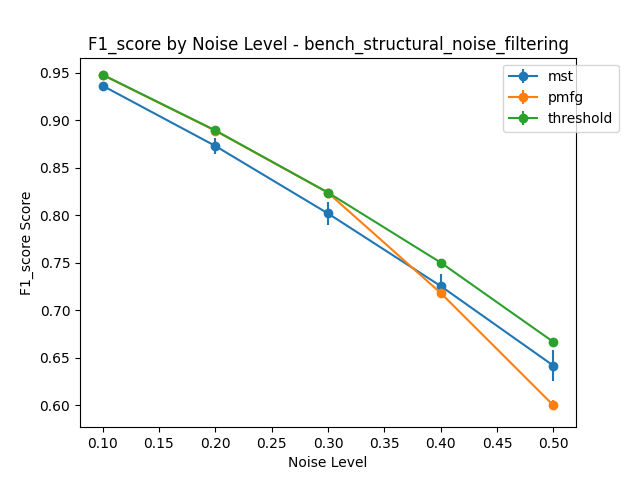 F1_score by Noise Level - bench_structural_noise_filtering
mst
pmfg
threshold
0.95
0.90
0.85
0.80
0.75
0.70
0.65
0.60
F1_score Score
0.10 0.15 0.20 0.25 0.30 0.35 0.40 0.45 0.50
Noise Level